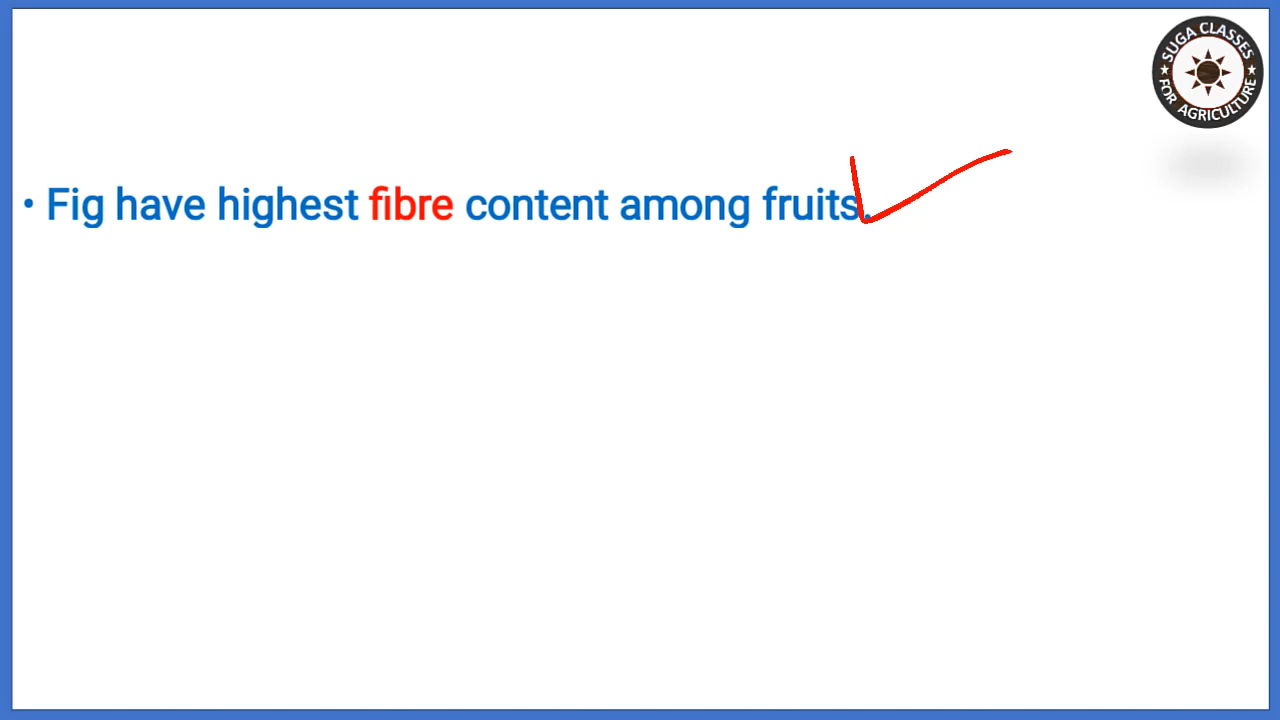 SUGA CLASSES
FOR AGRICULTURE
• Fig have highest fibre content among fruits.